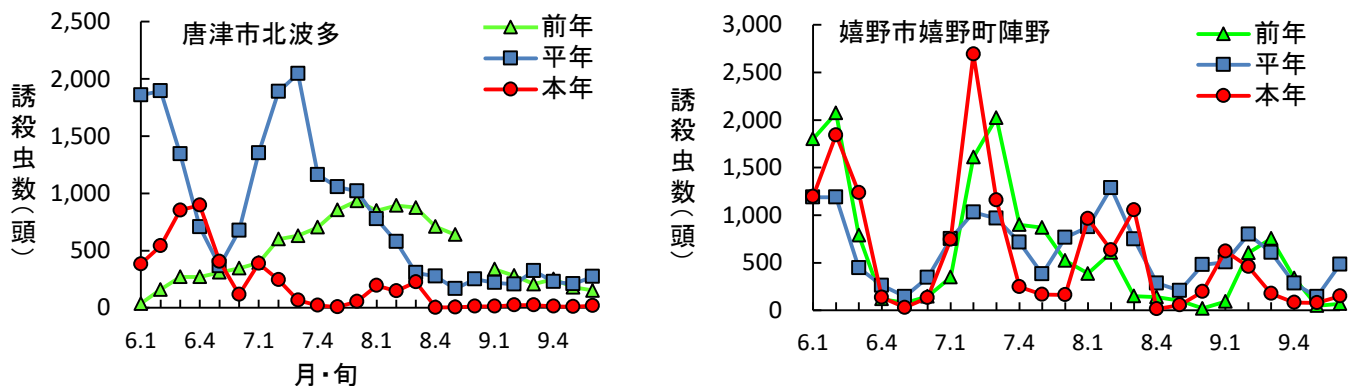 唐津市北波多
前年
平年
本年
誘殺虫数(頭)
2,500
2,000
1,500
1,000
500
0
6.1 6.4 7.1 7.4 8.1 8.4 9.1 9.4
月・旬
嬉野市嬉野町陣野
前年
平年
本年
誘殺虫数(頭)
3,000
2,500
2,000
1,500
1,000
500
0
6.1 6.4 7.1 7.4 8.1 8.4 9.1 9.4